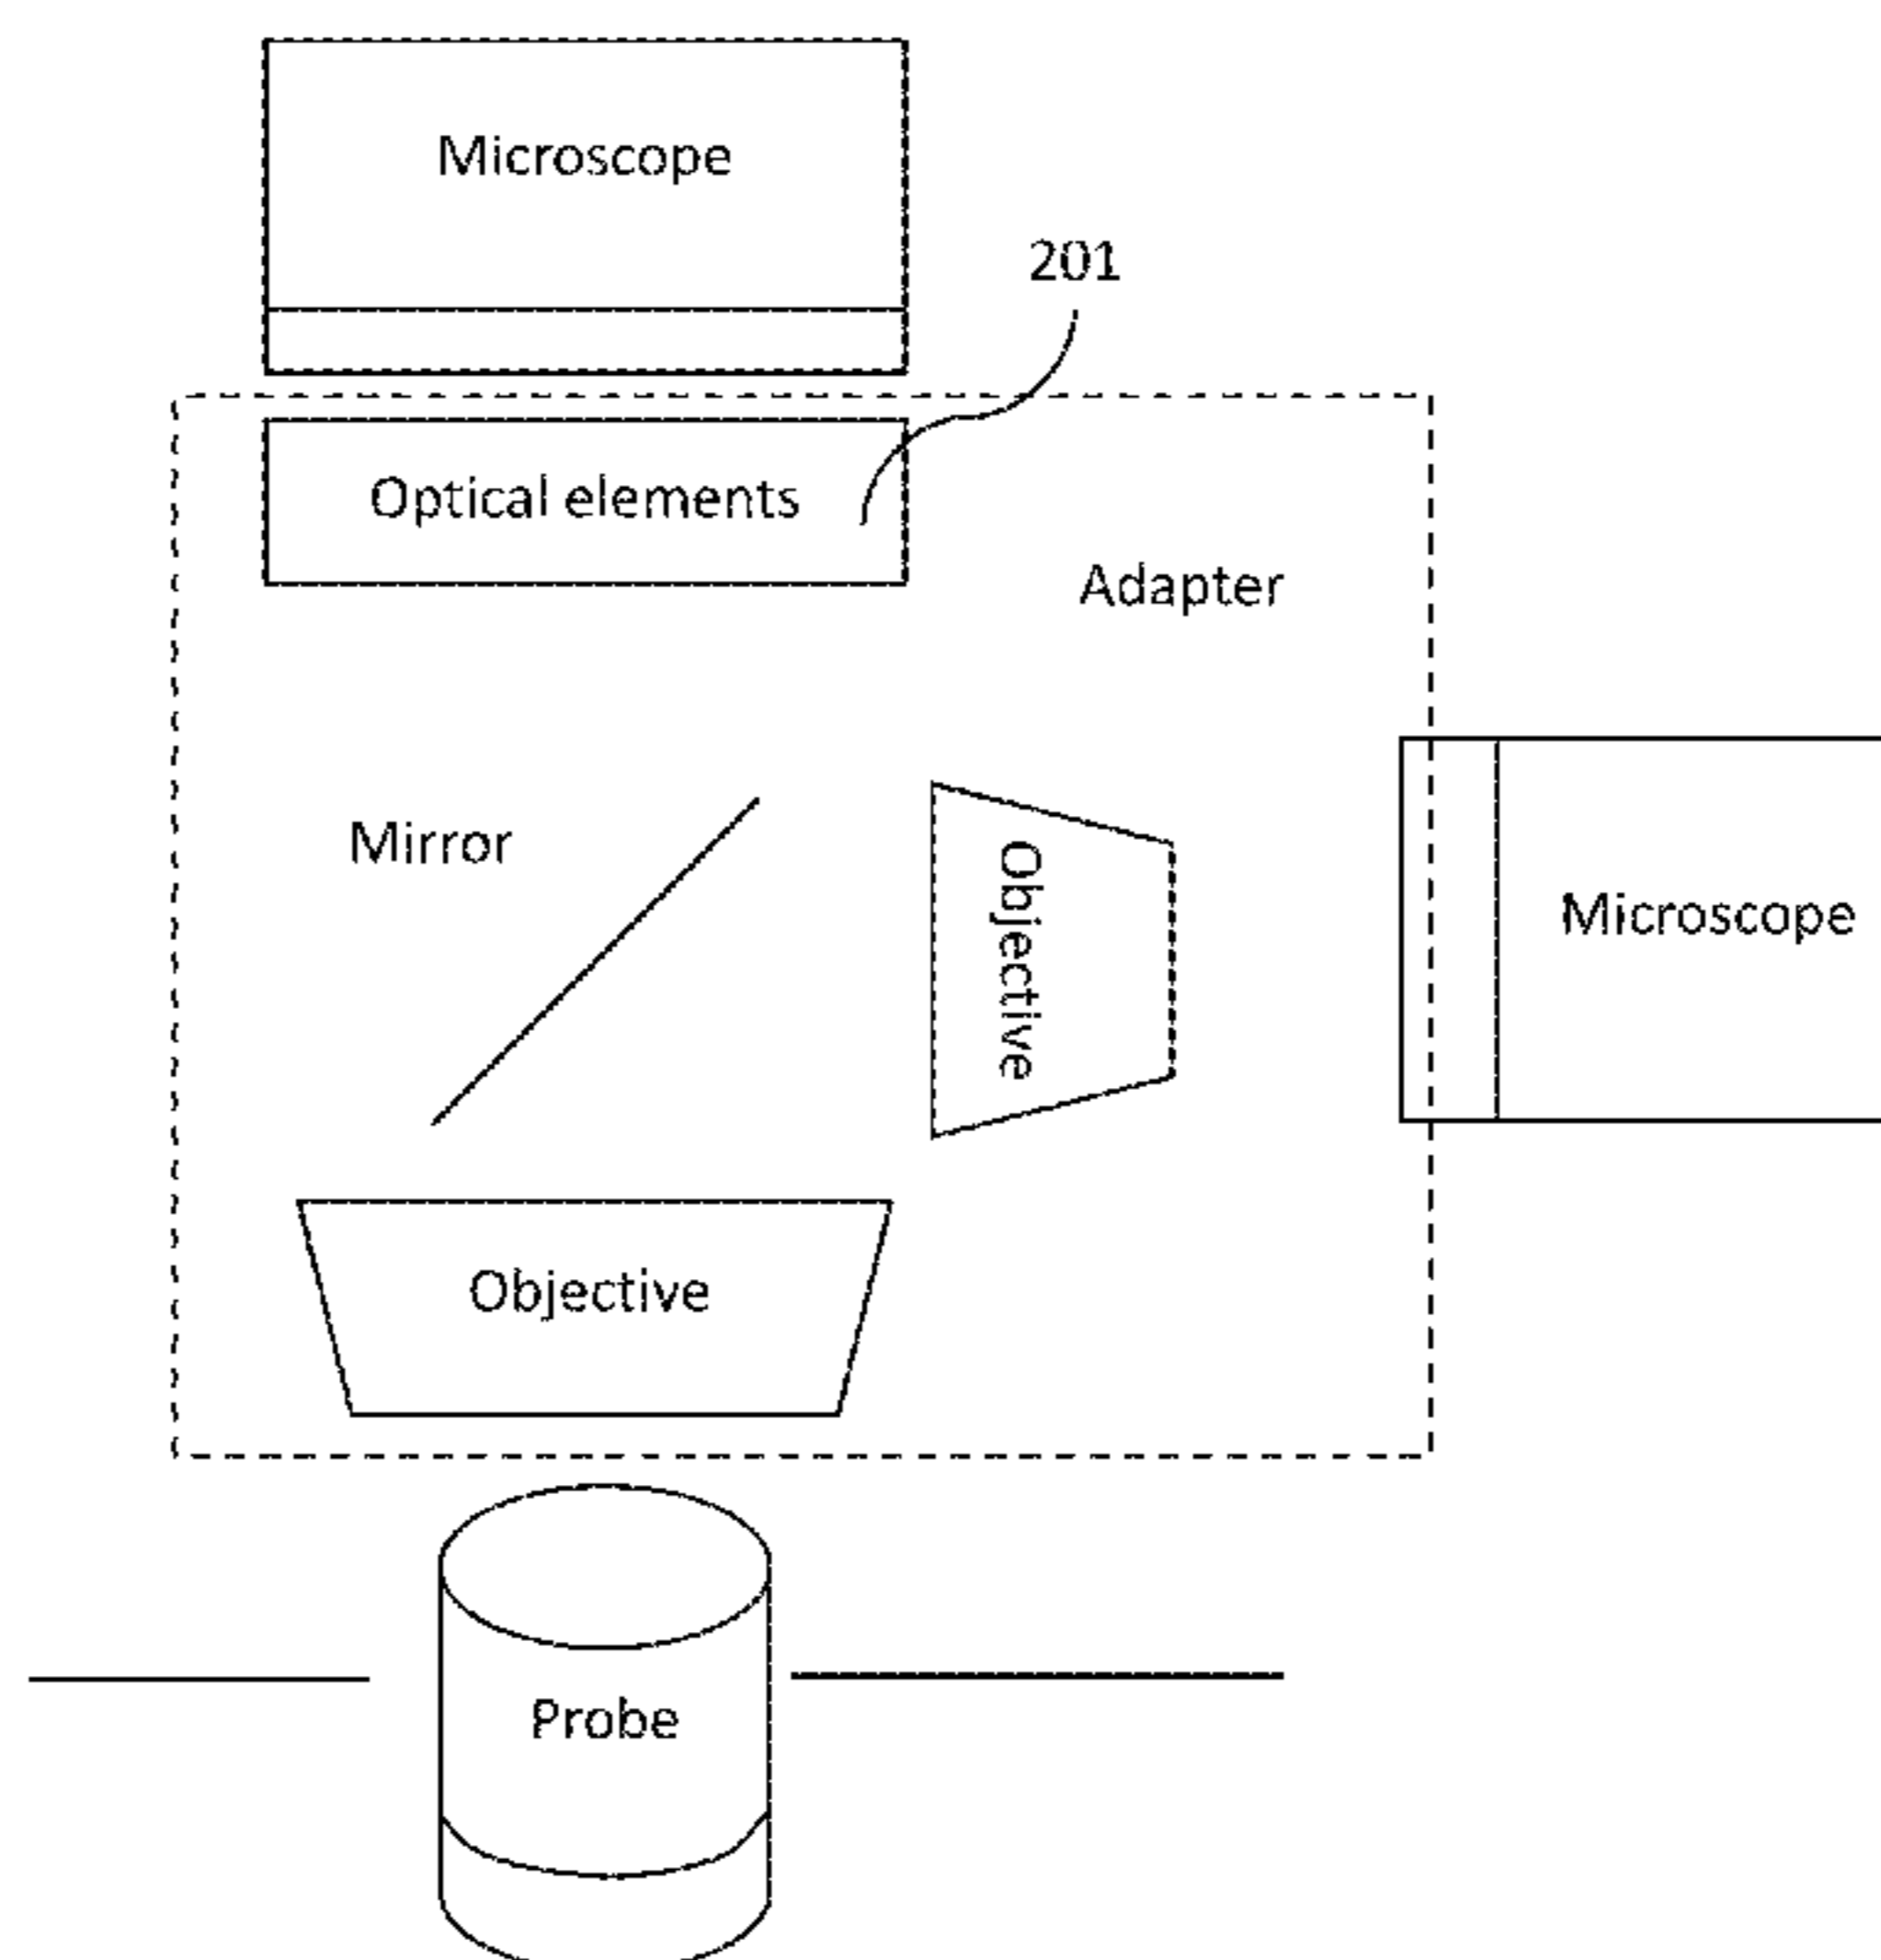 Microscope
201
Optical elements
Adapter
Mirror
Objective
Microscope
Objective
Probe